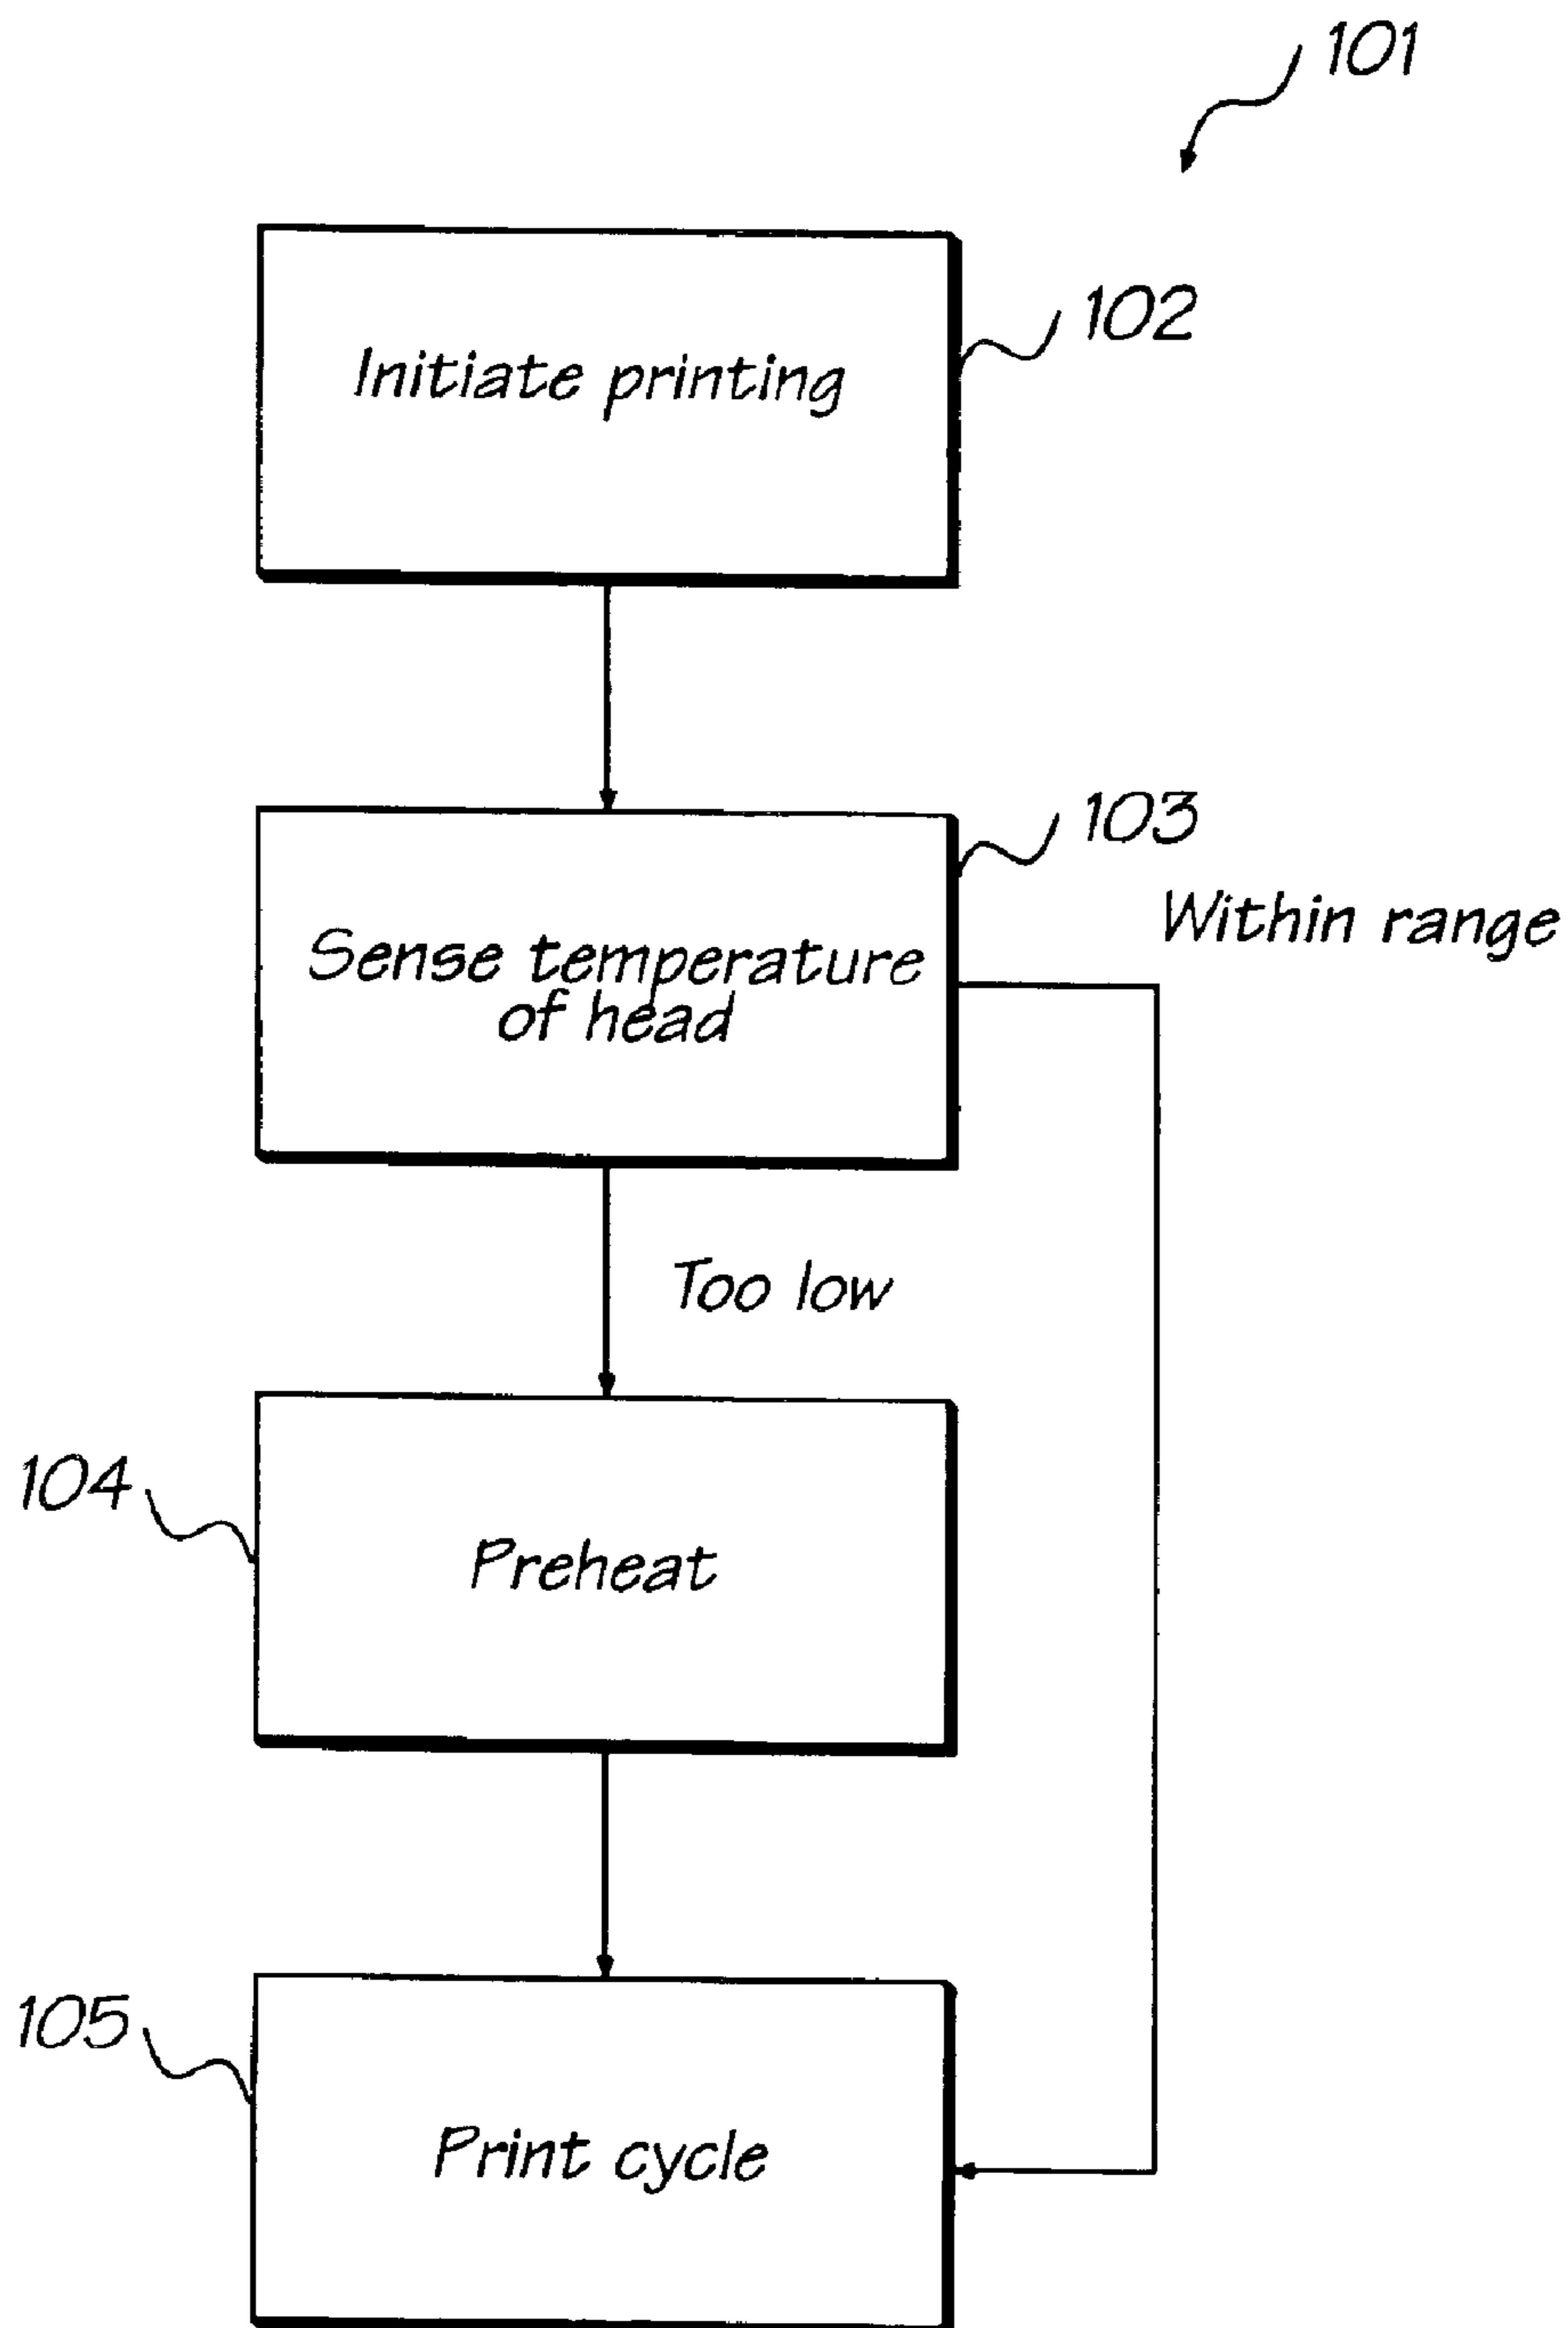 101
Initiate printing
102
103
Within range
Sense temperature
of head
Too low
104
Preheat
105
Print cycle